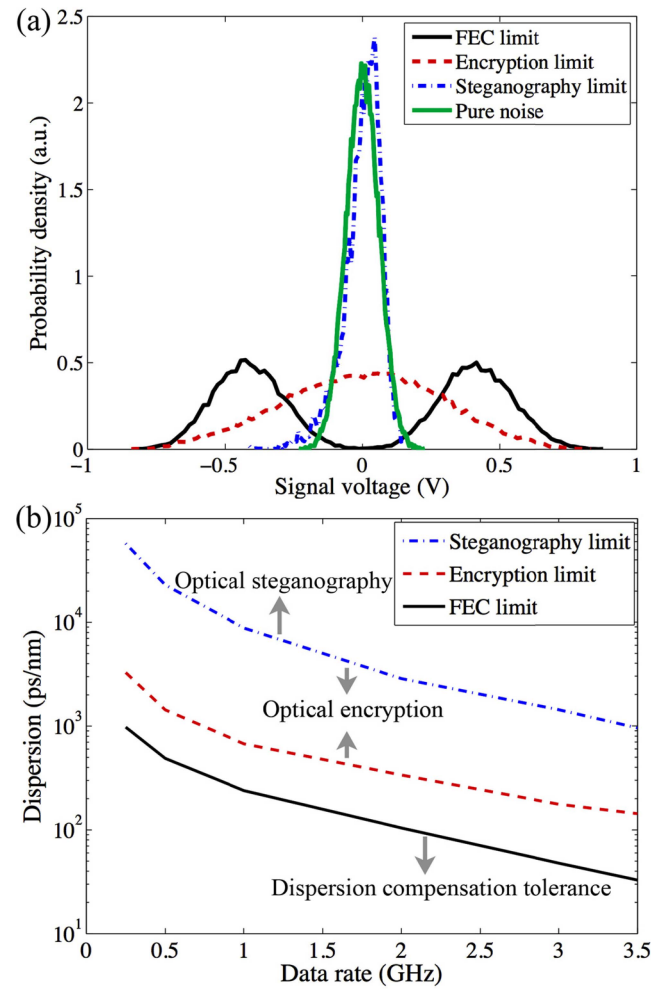 (a)
2.5
2
1.5
1
0.5
0
Probability density (a.u.)
FEC limit
Encryption limit
Steganography limit
Pure noise
−1
−0.5
0
0.5
1
Signal voltage (V)
(b)
10^5
10^4
10^3
10^2
10^1
Dispersion (ps/nm)
Steganography limit
Encryption limit
FEC limit
Optical steganography
Optical encryption
Dispersion compensation tolerance
0
0.5
1
1.5
2
2.5
3
3.5
Data rate (GHz)